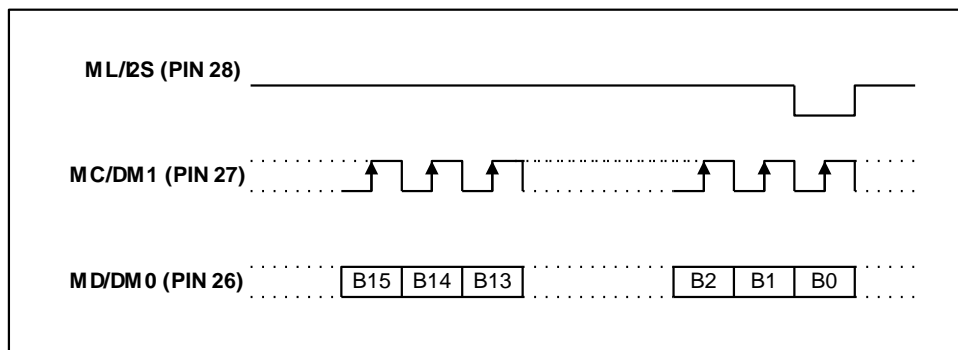 ML/I2S (PIN 28)
MC/DM1 (PIN 27)
MD/DM0 (PIN 26)
B15 B14 B13 B2 B1 B0